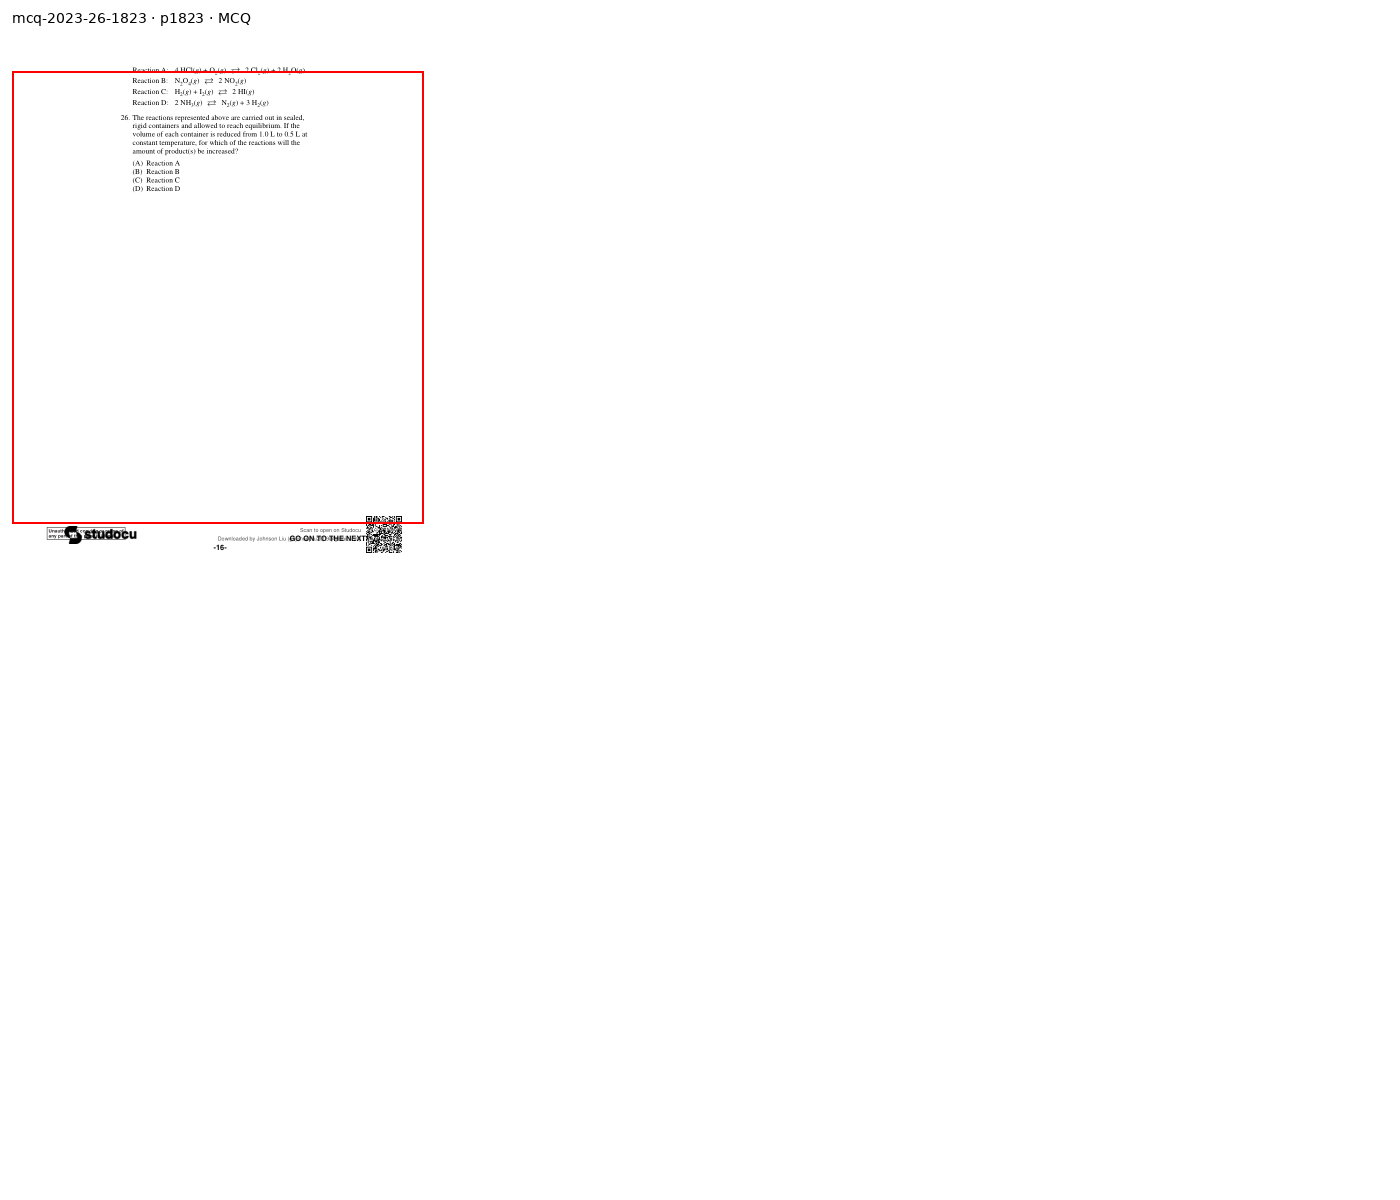 mcq-2023-26-1823 · p1823 · MCQ
Reaction A: 4 HCl(g) + O₂(g) ⇄ 2 Cl₂(g) + 2 H₂O(g)
Reaction B: N₂O₄(g) ⇄ 2 NO₂(g)
Reaction C: H₂(g) + I₂(g) ⇄ 2 HI(g)
Reaction D: 2 NH₃(g) ⇄ N₂(g) + 3 H₂(g)
26. The reactions represented above are carried out in sealed,
rigid containers and allowed to reach equilibrium. If the
volume of each container is reduced from 1.0 L to 0.5 L at
constant temperature, for which of the reactions will the
amount of product(s) be increased?
(A) Reaction A
(B) Reaction B
(C) Reaction C
(D) Reaction D
studocu
Scan to open on Studocu
Downloaded by Johnson Liu
GO ON TO THE NEXT
-16-